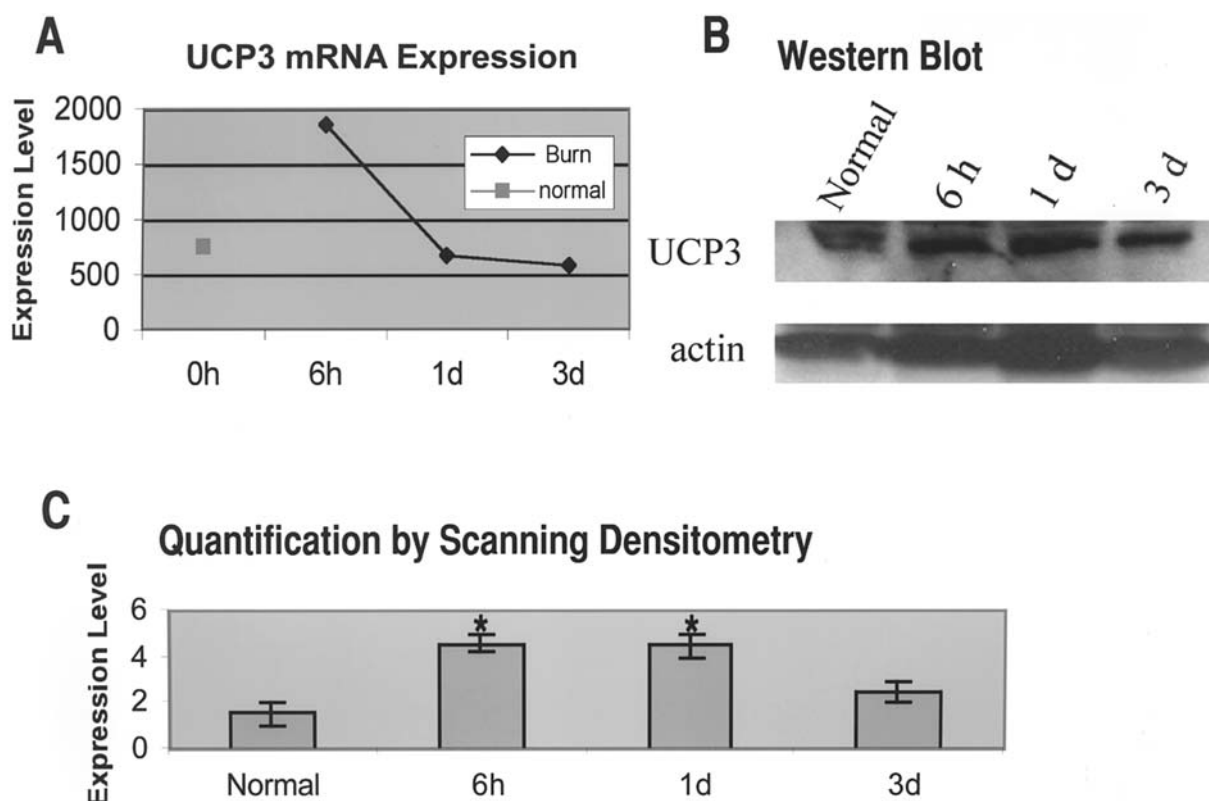 A
UCP3 mRNA Expression
Expression Level
2000
1500
1000
500
0
0h 6h 1d 3d
Burn
normal
B
Western Blot
Normal 6 h 1 d 3 d
UCP3
actin
C
Quantification by Scanning Densitometry
Expression Level
6
4
2
0
* *
Normal 6h 1d 3d